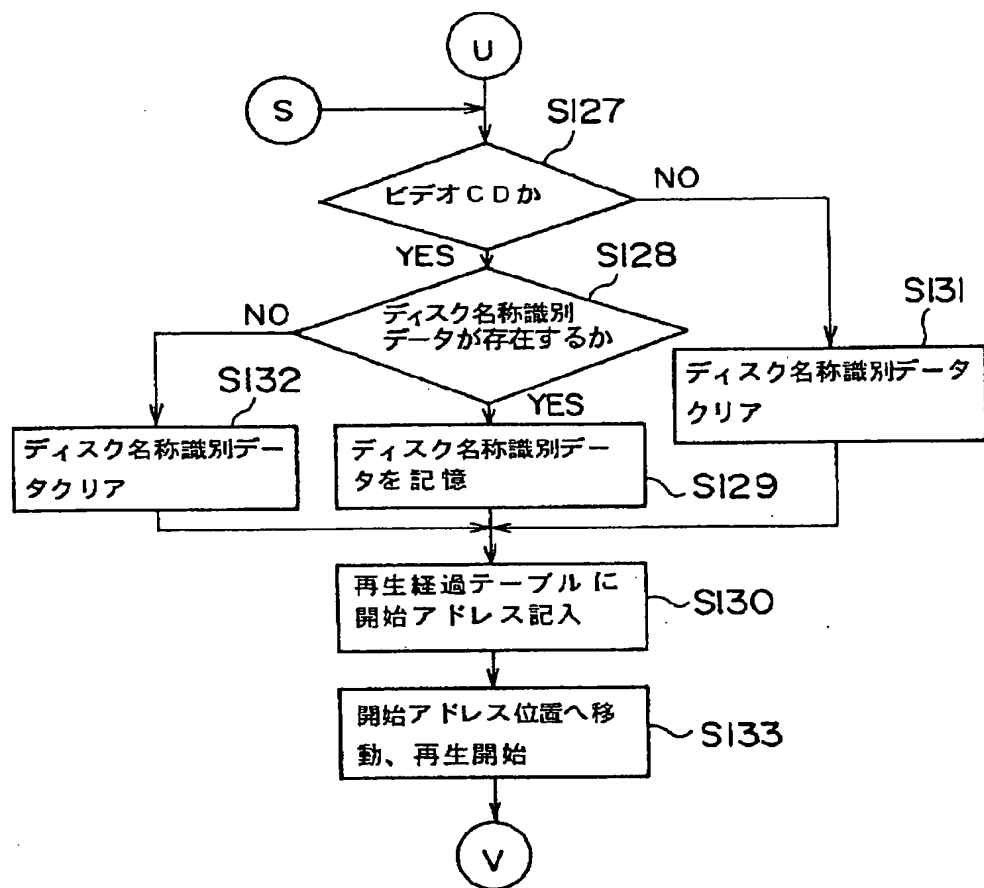 U
S
S127
ビデオCDか
NO
YES
S128
ディスク名称識別
データが存在するか
NO
YES
S131
ディスク名称識別データ
クリア
S132
ディスク名称識別デー
タクリア
ディスク名称識別デー
タを記憶
S129
再生経過テーブルに
開始アドレス記入
S130
開始アドレス位置へ移
動、再生開始
S133
V